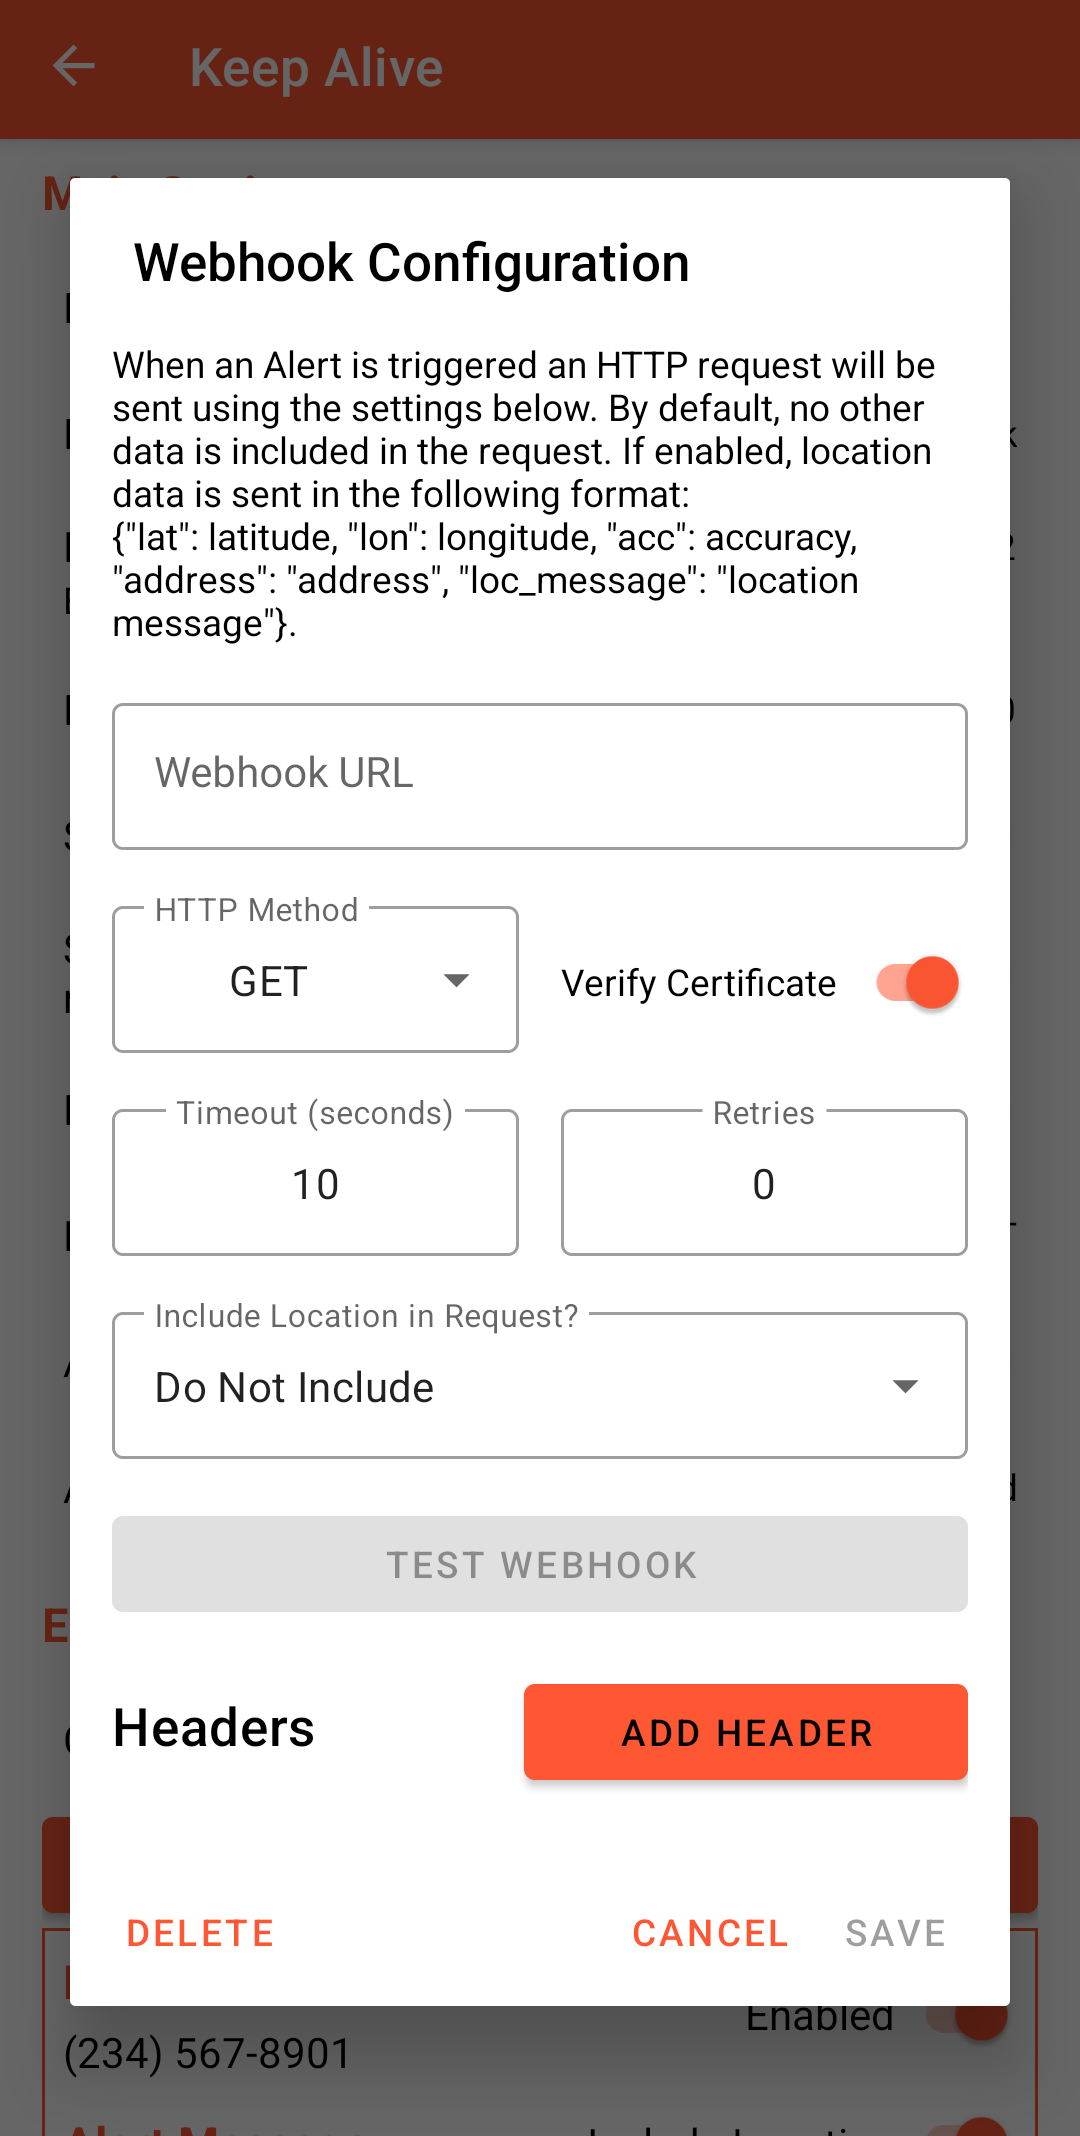 Keep Alive
Webhook Configuration
When an Alert is triggered an HTTP request will be
sent using the settings below. By default, no other
data is included in the request. If enabled, location
data is sent in the following format:
{"lat": latitude, "lon": longitude, "acc": accuracy,
"address": "address", "loc_message": "location
message"}.
Webhook URL
HTTP Method
GET
Verify Certificate
Timeout (seconds)
10
Retries
0
Include Location in Request?
Do Not Include
TEST WEBHOOK
Headers
ADD HEADER
DELETE
CANCEL
SAVE
Enabled
(234) 567-8901